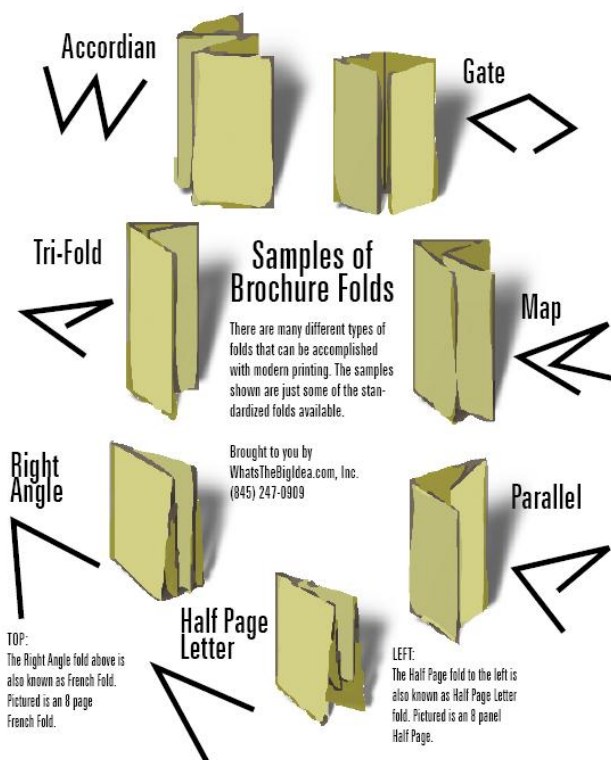 Accordian
Gate
Tri-Fold
Samples of
Brochure Folds
There are many different types of
folds that can be accomplished
with modern printing. The samples
shown are just some of the stan-
dardized folds available.
Brought to you by
WhatsTheBigIdea.com, Inc.
(845) 247-0909
Map
Right
Angle
Parallel
Half Page
Letter
TOP:
The Right Angle fold above is
also known as French Fold.
Pictured is an 8 page
French Fold.
LEFT:
The Half Page fold to the left is
also known as Half Page Letter
fold. Pictured is an 8 panel
Half Page.